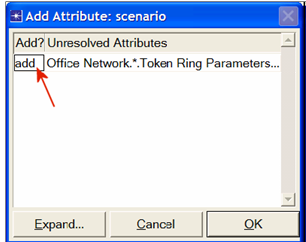 Add Attribute: scenario
Add? Unresolved Attributes
add Office Network.*.Token Ring Parameters...
Expand... Cancel OK